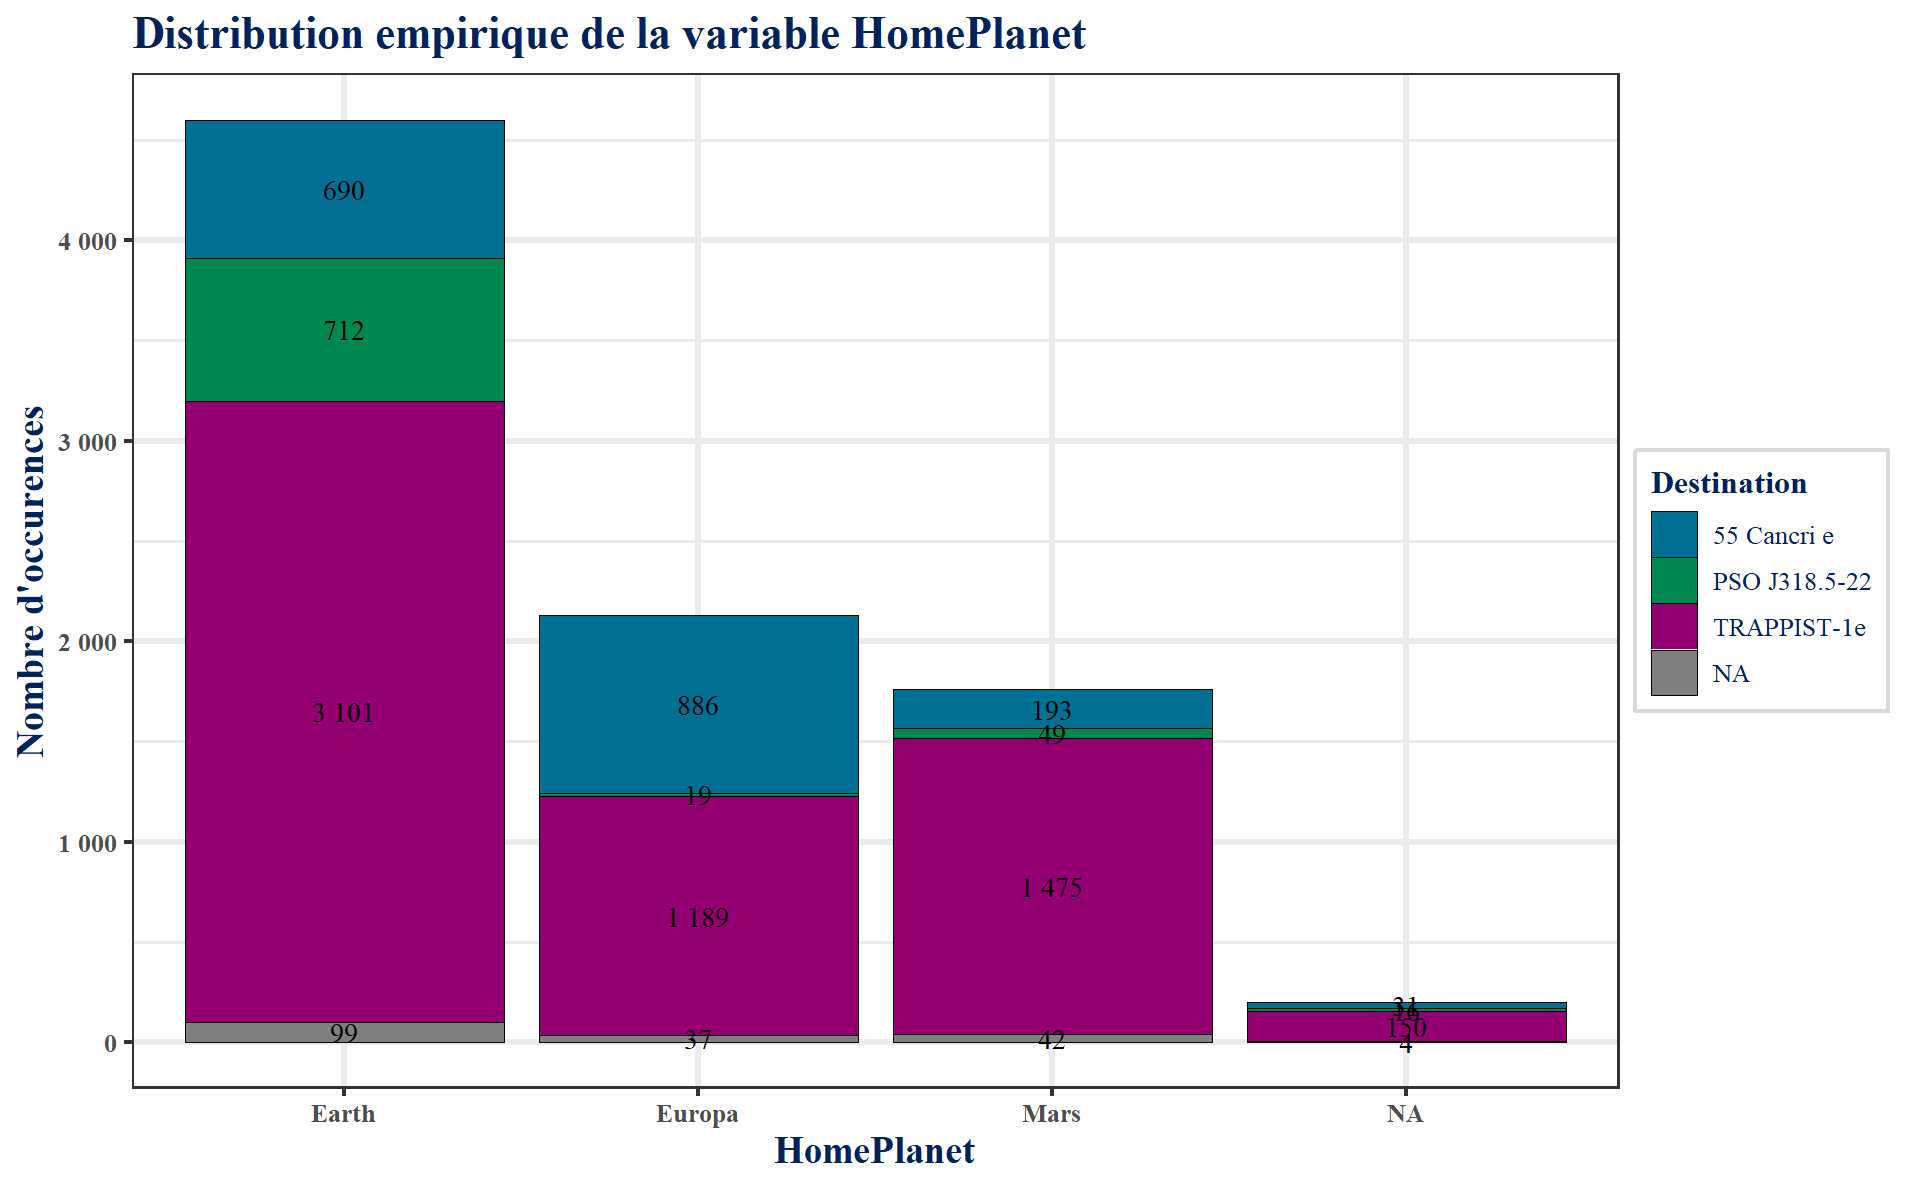 Distribution empirique de la variable HomePlanet
Nombre d'occurences
4 000
3 000
2 000
1 000
0
690
712
3 101
99
886
19
1 189
37
193
49
1 475
42
31
150
4
Earth
Europa
Mars
NA
HomePlanet
Destination
55 Cancri e
PSO J318.5-22
TRAPPIST-1e
NA